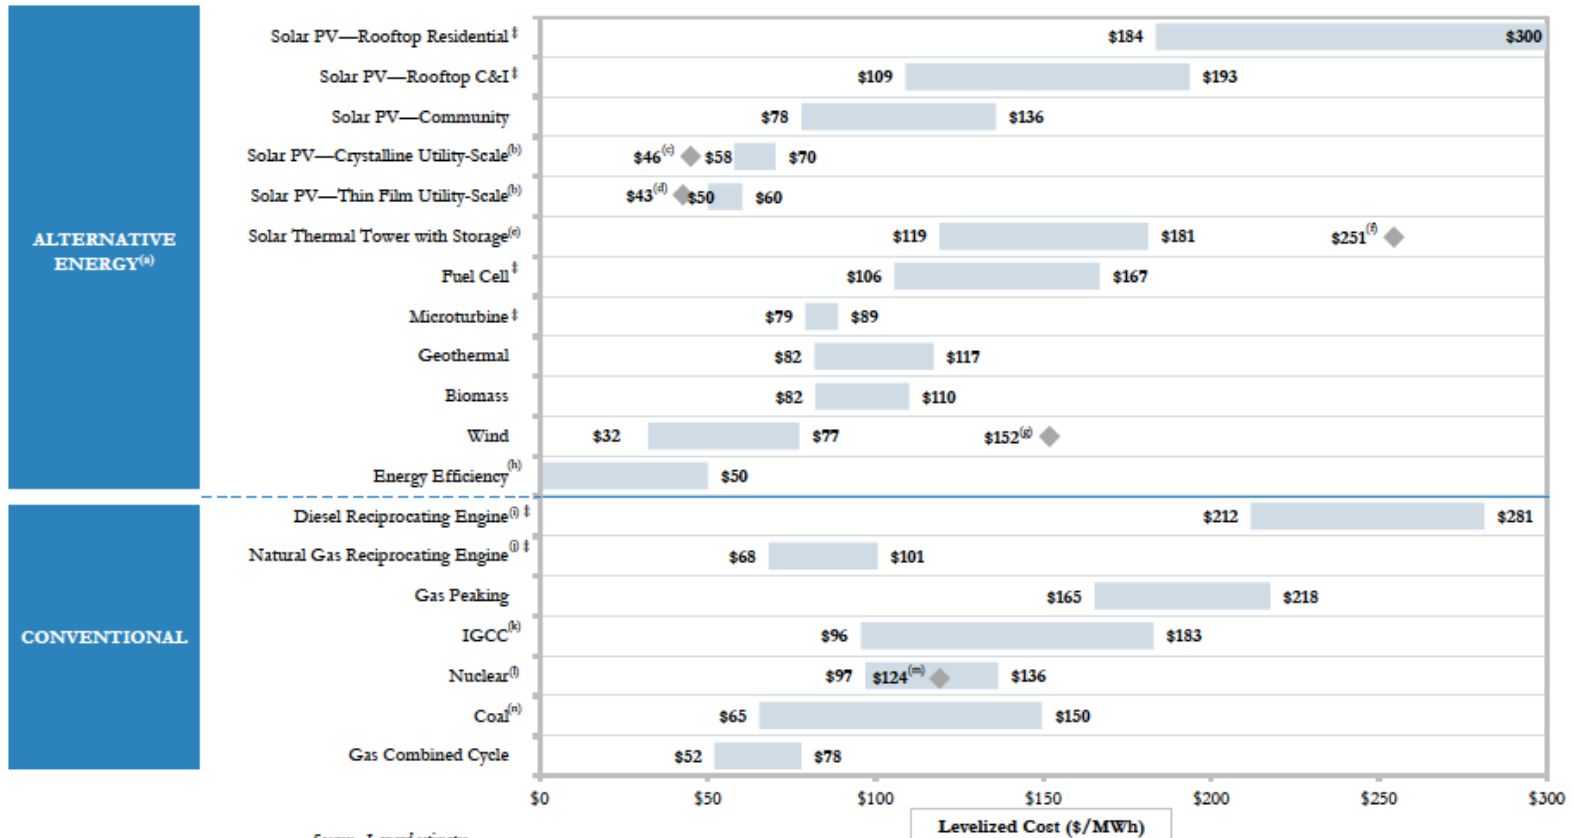 Solar PV—Rooftop Residential ‡ $184 $300
Solar PV—Rooftop C&I ‡ $109 $193
Solar PV—Community $78 $136
Solar PV—Crystalline Utility-Scale(b) $46(c) $58 $70
Solar PV—Thin Film Utility-Scale(b) $43(d) $50 $60
ALTERNATIVE
ENERGY(a)
Solar Thermal Tower with Storage(e) $119 $181 $251(f)
Fuel Cell ‡ $106 $167
Microturbine ‡ $79 $89
Geothermal $82 $117
Biomass $82 $110
Wind $32 $77 $152(g)
Energy Efficiency(h) $50
Diesel Reciprocating Engine(i) ‡ $212 $281
Natural Gas Reciprocating Engine(j) ‡ $68 $101
Gas Peaking $165 $218
CONVENTIONAL
IGCC(k) $96 $183
Nuclear(l) $97 $124(m) $136
Coal(n) $65 $150
Gas Combined Cycle $52 $78
$0 $50 $100 $150 $200 $250 $300
Levelized Cost ($/MWh)